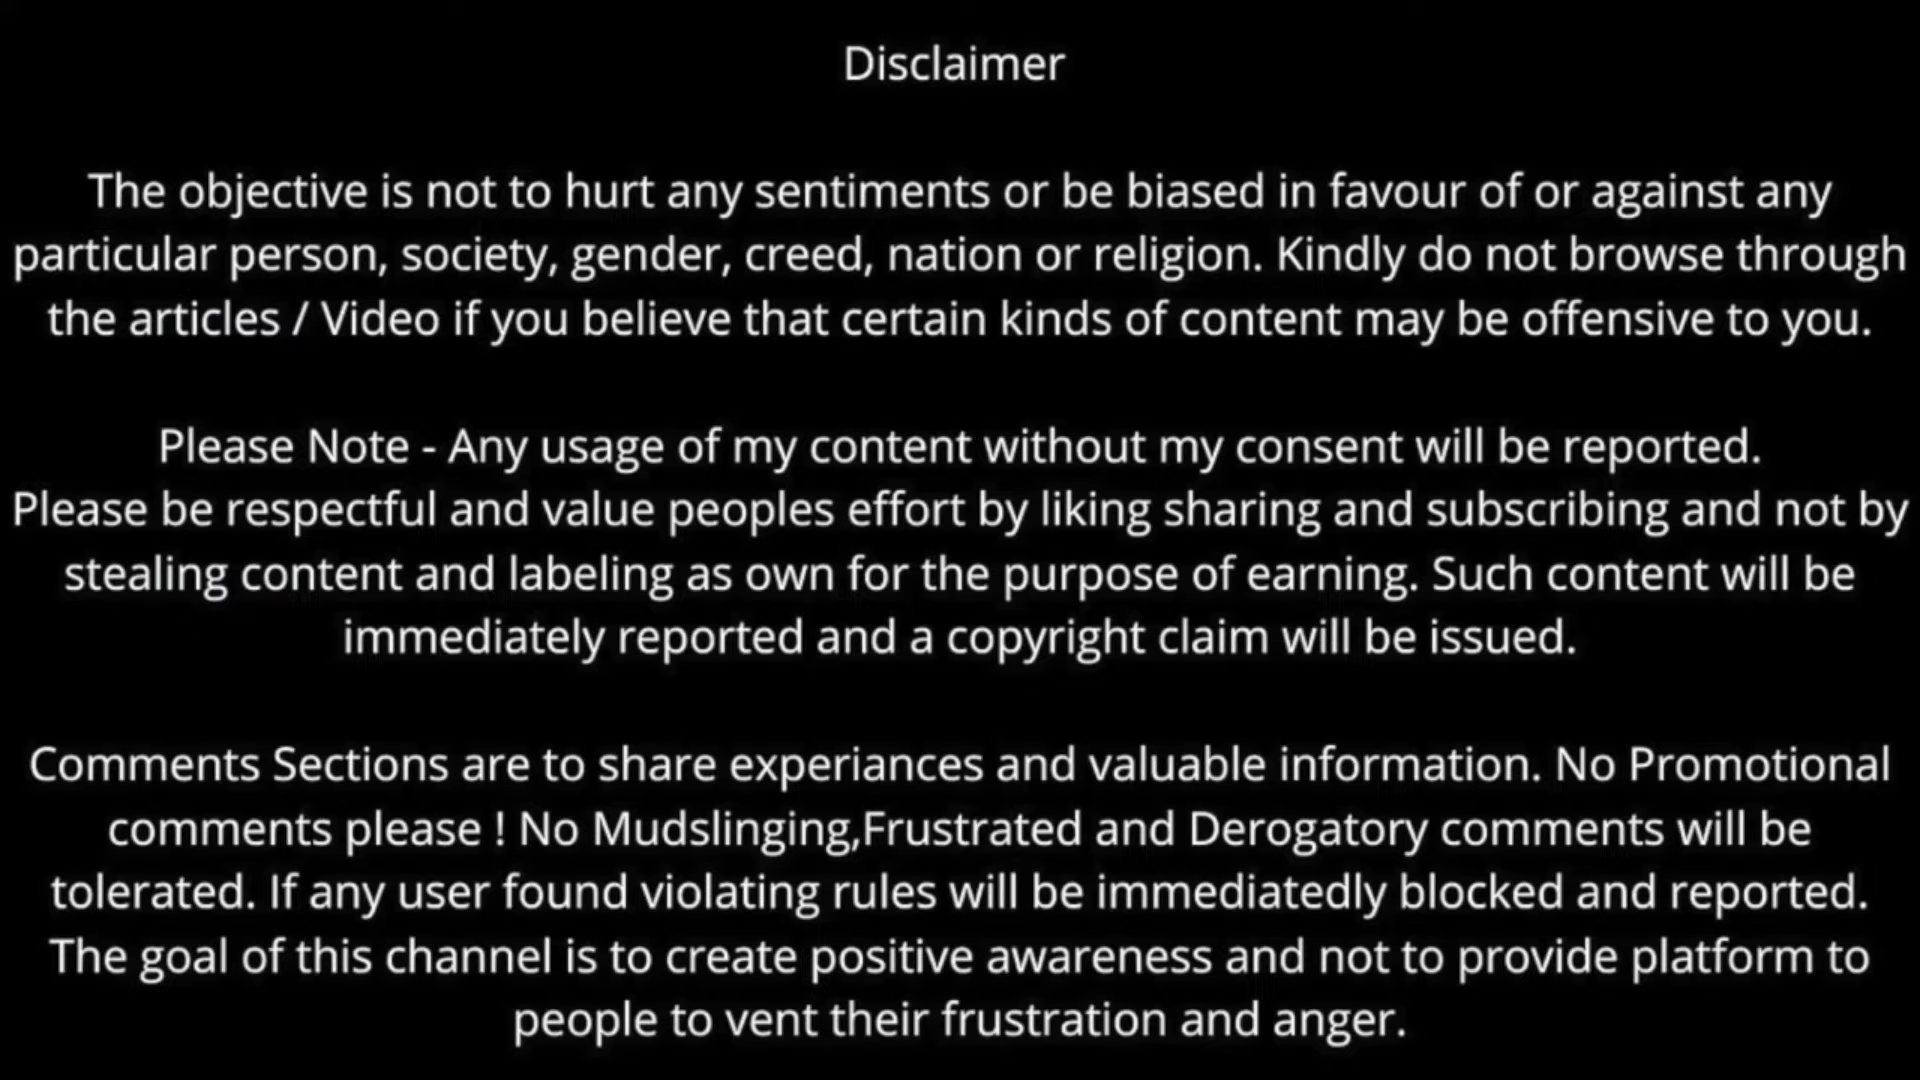 Disclaimer
The objective is not to hurt any sentiments or be biased in favour of or against any
particular person, society, gender, creed, nation or religion. Kindly do not browse through
the articles / Video if you believe that certain kinds of content may be offensive to you.
Please Note - Any usage of my content without my consent will be reported.
Please be respectful and value peoples effort by liking sharing and subscribing and not by
stealing content and labeling as own for the purpose of earning. Such content will be
immediately reported and a copyright claim will be issued.
Comments Sections are to share experiances and valuable information. No Promotional
comments please ! No Mudslinging,Frustrated and Derogatory comments will be
tolerated. If any user found violating rules will be immediatedly blocked and reported.
The goal of this channel is to create positive awareness and not to provide platform to
people to vent their frustration and anger.